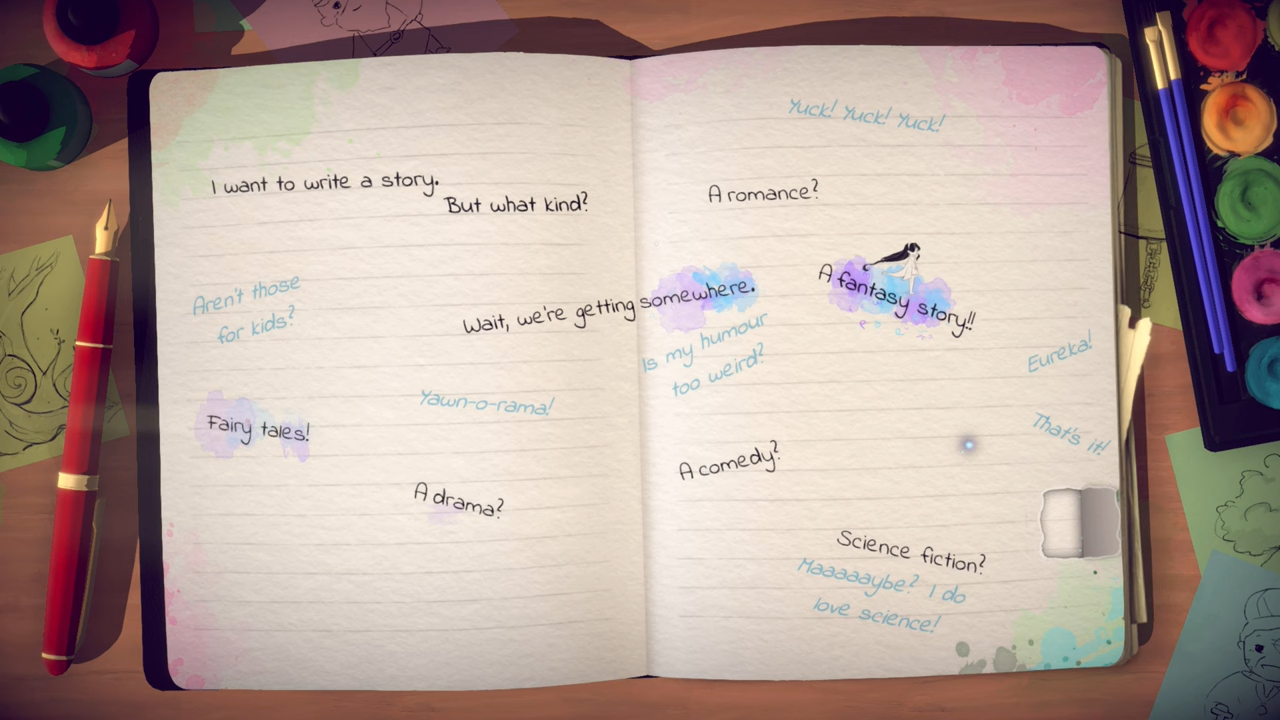 I want to write a story.
But what kind?
Aren't those
for kids?
Fairy tales!
Yawn-o-rama!
A drama?
Wait, we're getting somewhere.
Is my humour
too weird?
A comedy?
Yuck! Yuck! Yuck!
A romance?
A fantasy story!!
Eureka!
That's it!
Science fiction?
Maaaaaybe? I do
love science!